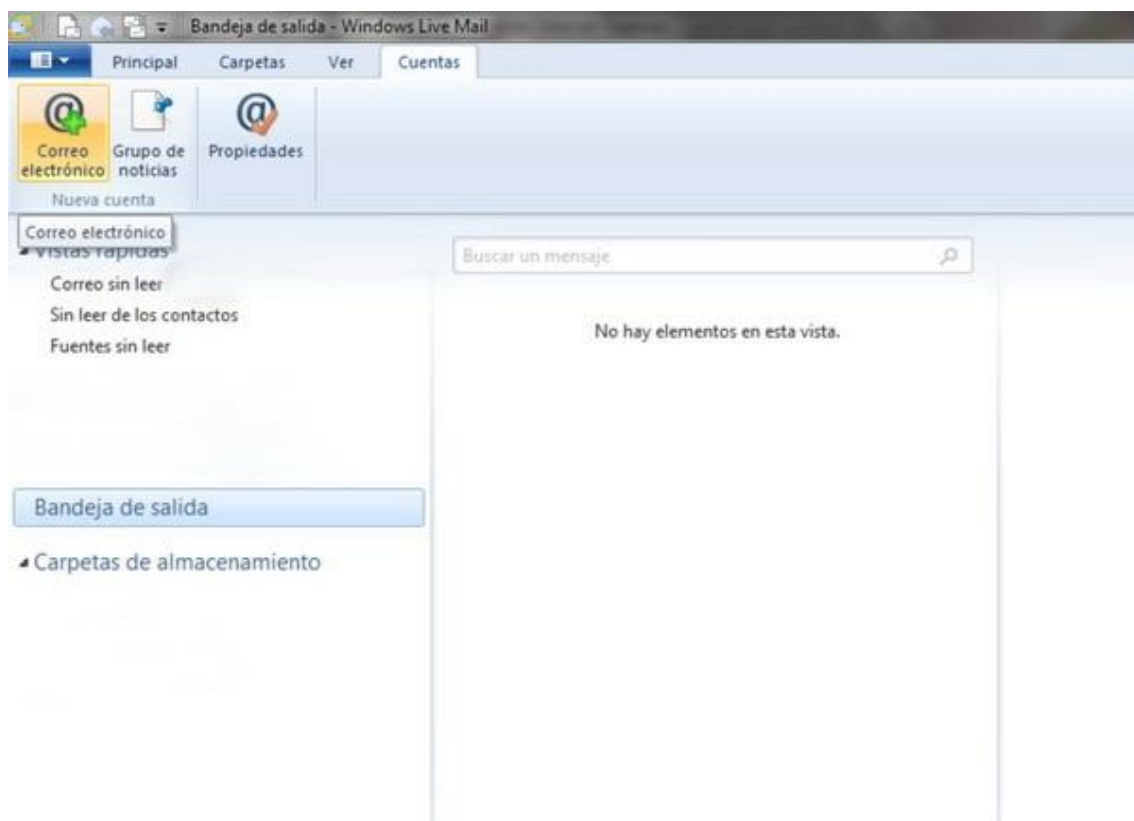 Bandeja de salida - Windows Live Mail
Principal Carpetas Ver Cuentas
Correo electrónico
Grupo de noticias
Propiedades
Nueva cuenta
Correo electrónico
Vistas rápidas
Buscar un mensaje
Correo sin leer
Sin leer de los contactos
Fuentes sin leer
No hay elementos en esta vista.
Bandeja de salida
Carpetas de almacenamiento